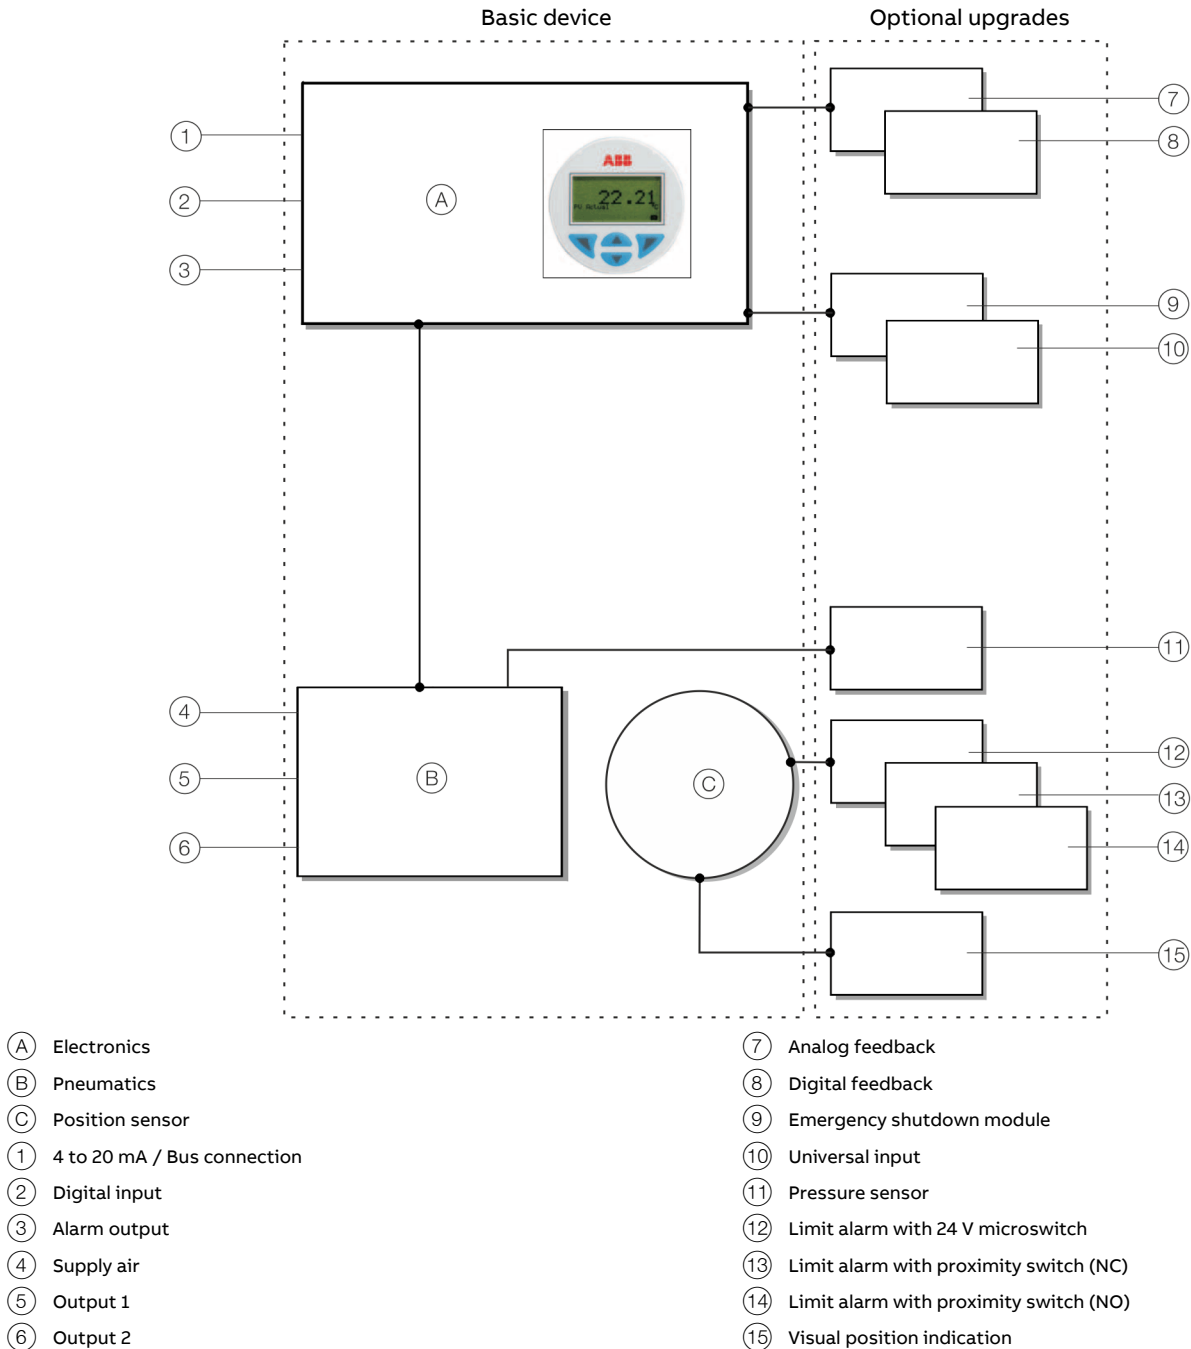 Basic device
Optional upgrades
1
2
3
A
ABB
22.21
°C
PV Actual
7
8
9
10
11
4
5
6
B
C
12
13
14
15
A Electronics
B Pneumatics
C Position sensor
1 4 to 20 mA / Bus connection
2 Digital input
3 Alarm output
4 Supply air
5 Output 1
6 Output 2
7 Analog feedback
8 Digital feedback
9 Emergency shutdown module
10 Universal input
11 Pressure sensor
12 Limit alarm with 24 V microswitch
13 Limit alarm with proximity switch (NC)
14 Limit alarm with proximity switch (NO)
15 Visual position indication